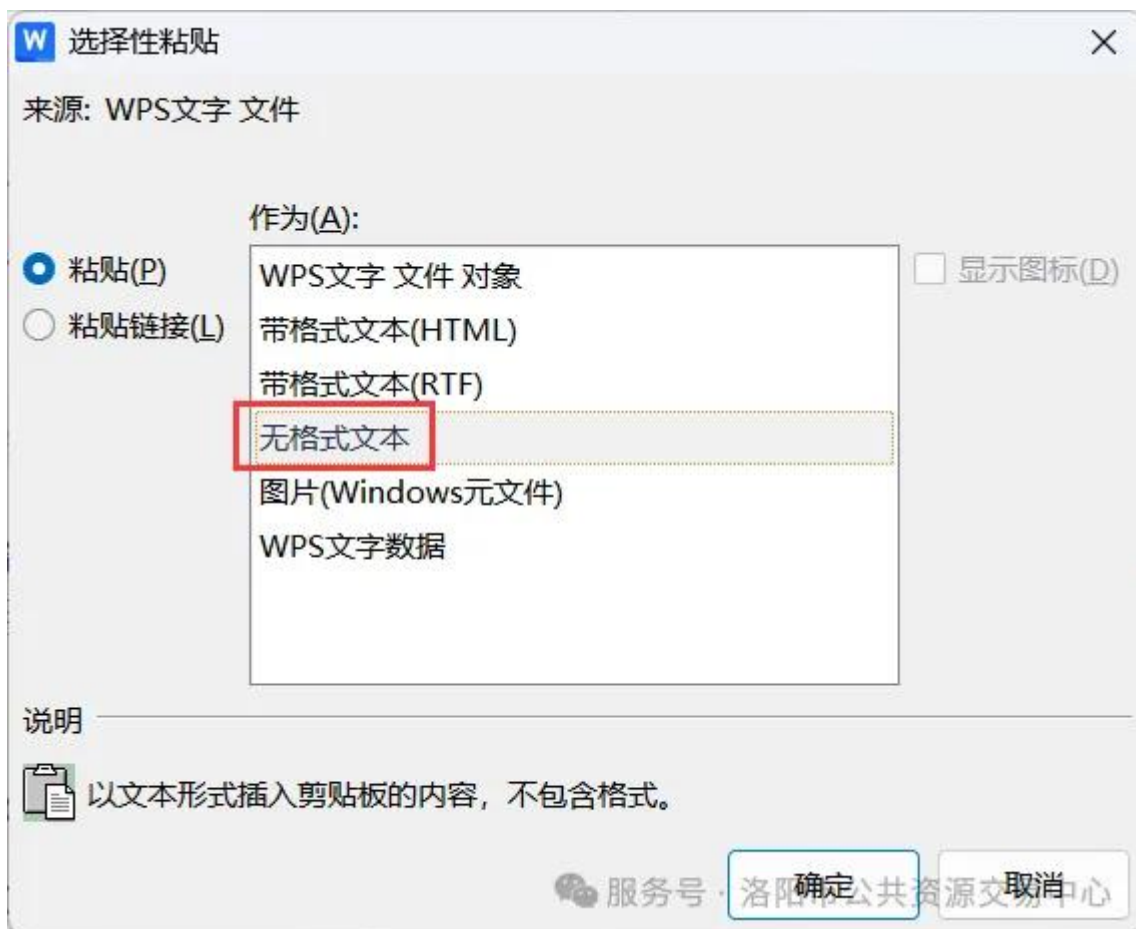 W 选择性粘贴
来源: WPS文字 文件
作为(A):
粘贴(P)
粘贴链接(L)
WPS文字 文件 对象
带格式文本(HTML)
带格式文本(RTF)
无格式文本
图片(Windows元文件)
WPS文字数据
显示图标(D)
说明
以文本形式插入剪贴板的内容，不包含格式。
确定
取消
服务号 · 洛阳市公共资源交易中心